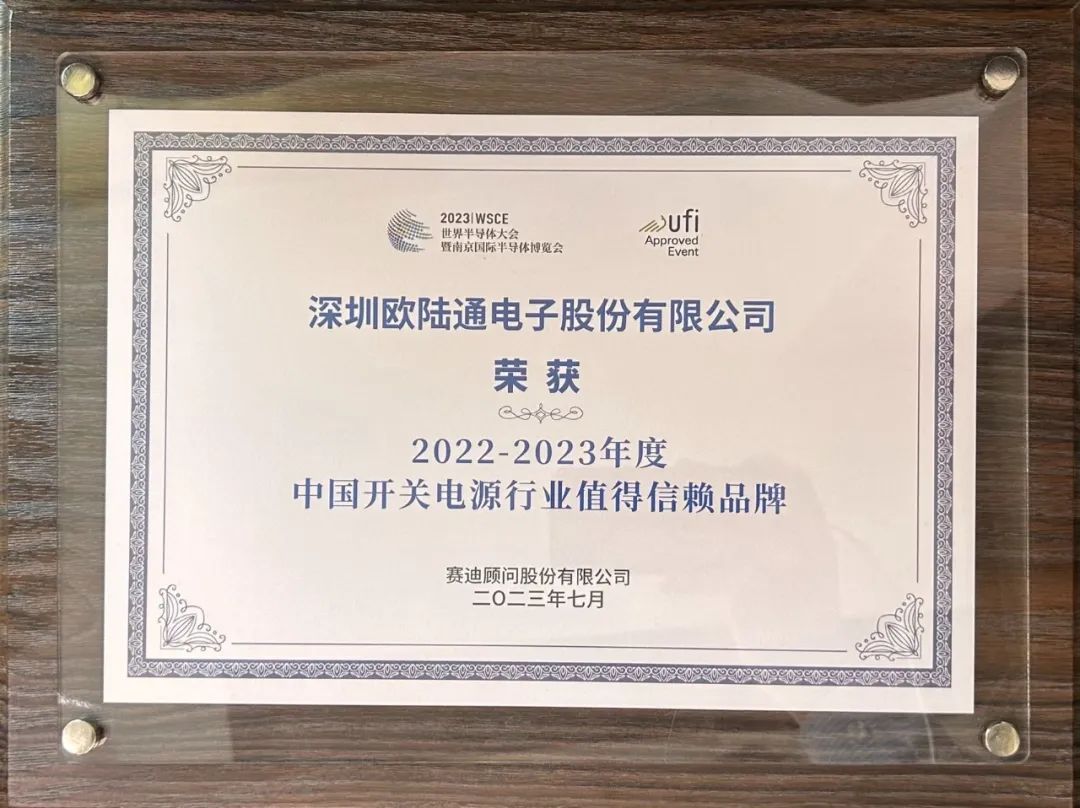 2023|WSCE
世界半导体大会
暨南京国际半导体博览会
ufi
Approved
Event
深圳欧陆通电子股份有限公司
荣获
2022-2023年度
中国开关电源行业值得信赖品牌
赛迪顾问股份有限公司
二〇二三年七月